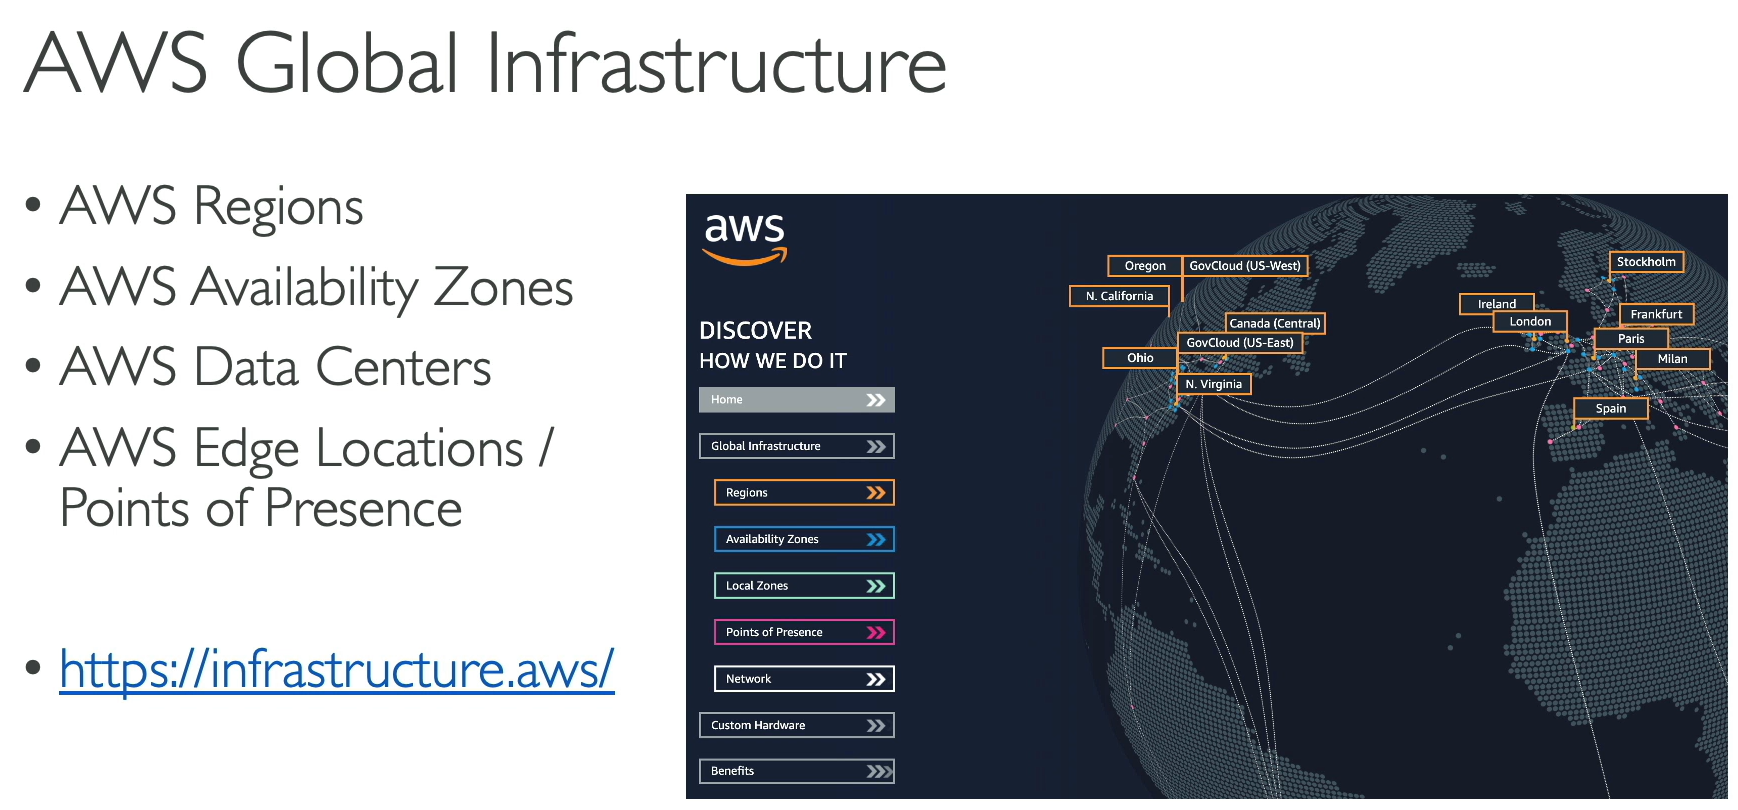 AWS Global Infrastructure
• AWS Regions
• AWS Availability Zones
• AWS Data Centers
• AWS Edge Locations /
Points of Presence
• https://infrastructure.aws/
aws
DISCOVER
HOW WE DO IT
Home
Global Infrastructure
Regions
Availability Zones
Local Zones
Points of Presence
Network
Custom Hardware
Benefits
Oregon
GovCloud (US-West)
N. California
Canada (Central)
GovCloud (US-East)
Ohio
N. Virginia
Stockholm
Ireland
London
Frankfurt
Paris
Milan
Spain